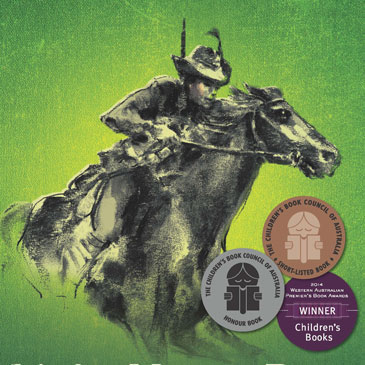 THE CHILDREN'S BOOK COUNCIL OF AUSTRALIA
SHORT-LISTED BOOK
THE CHILDREN'S BOOK COUNCIL OF AUSTRALIA
HONOUR BOOK
2014
WESTERN AUSTRALIAN
PREMIER'S BOOK AWARDS
WINNER
Children's
Books